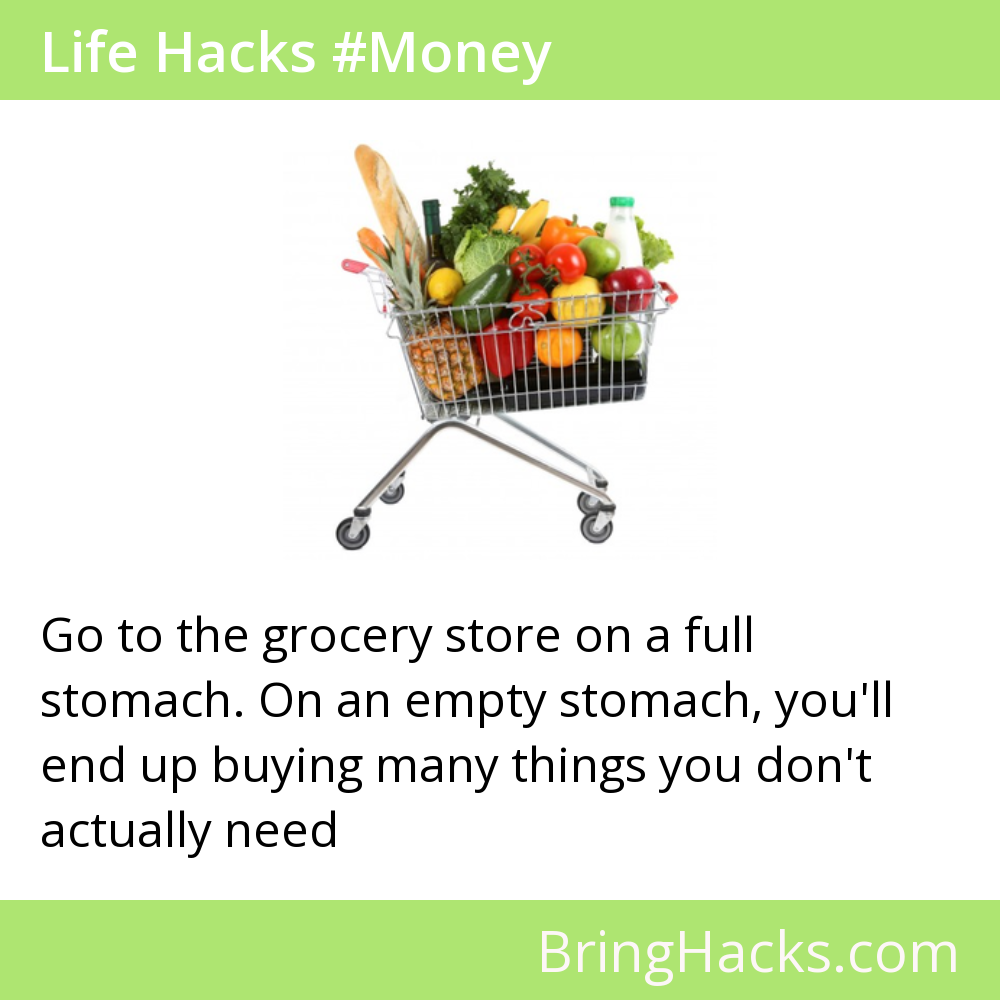 Life Hacks #Money
Go to the grocery store on a full
stomach. On an empty stomach, you'll
end up buying many things you don't
actually need
BringHacks.com